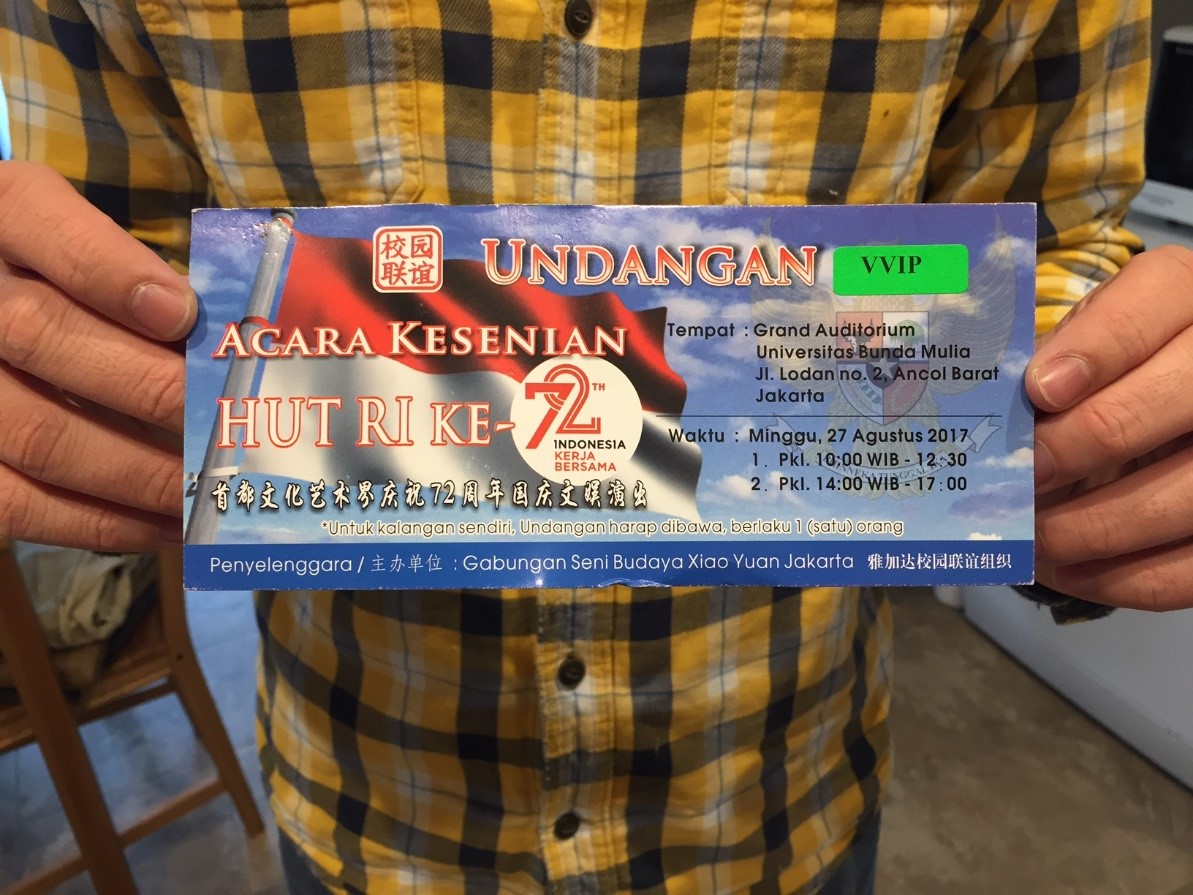 校园
联谊
UNDANGAN
VVIP
ACARA KESENIAN
HUT RI KE-
72TH
INDONESIA
KERJA
BERSAMA
首都文化艺术界庆祝72周年国庆文娱演出
Tempat : Grand Auditorium
Universitas Bunda Mulia
Jl. Lodan no. 2, Ancol Barat
Jakarta
Waktu : Minggu, 27 Agustus 2017
1. Pkl. 10:00 WIB - 12:30
2. Pkl. 14:00 WIB - 17:00
*Untuk kalangan sendiri, Undangan harap dibawa, berlaku 1 (satu) orang
Penyelenggara / 主办单位 : Gabungan Seni Budaya Xiao Yuan Jakarta 雅加达校园联谊组织